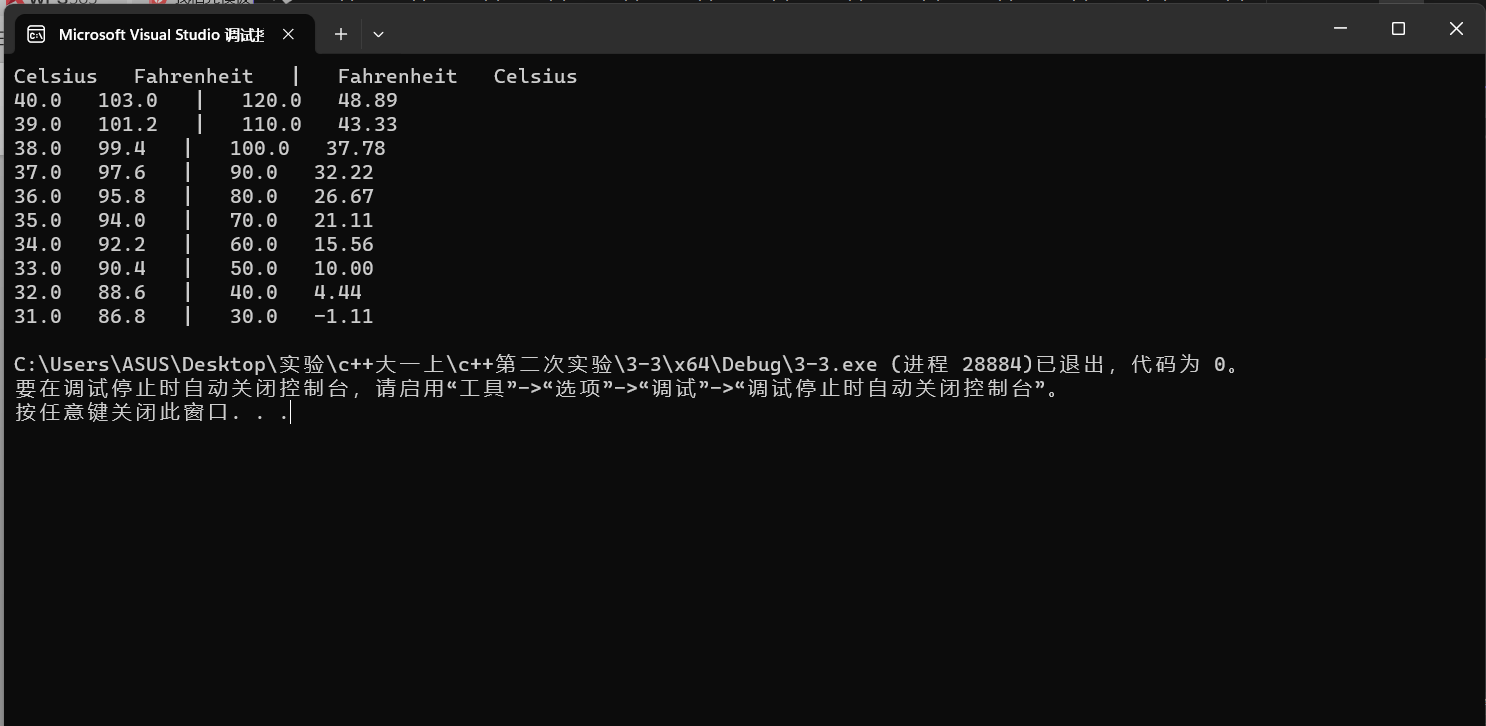 Microsoft Visual Studio 调试
Celsius   Fahrenheit   |   Fahrenheit   Celsius
40.0   103.0   |   120.0   48.89
39.0   101.2   |   110.0   43.33
38.0   99.4   |   100.0   37.78
37.0   97.6   |   90.0   32.22
36.0   95.8   |   80.0   26.67
35.0   94.0   |   70.0   21.11
34.0   92.2   |   60.0   15.56
33.0   90.4   |   50.0   10.00
32.0   88.6   |   40.0   4.44
31.0   86.8   |   30.0   -1.11
C:\Users\ASUS\Desktop\实验\c++大一上\c++第二次实验\3-3\x64\Debug\3-3.exe (进程 28884)已退出，代码为 0。
要在调试停止时自动关闭控制台，请启用“工具”->“选项”->“调试”->“调试停止时自动关闭控制台”。
按任意键关闭此窗口. . .